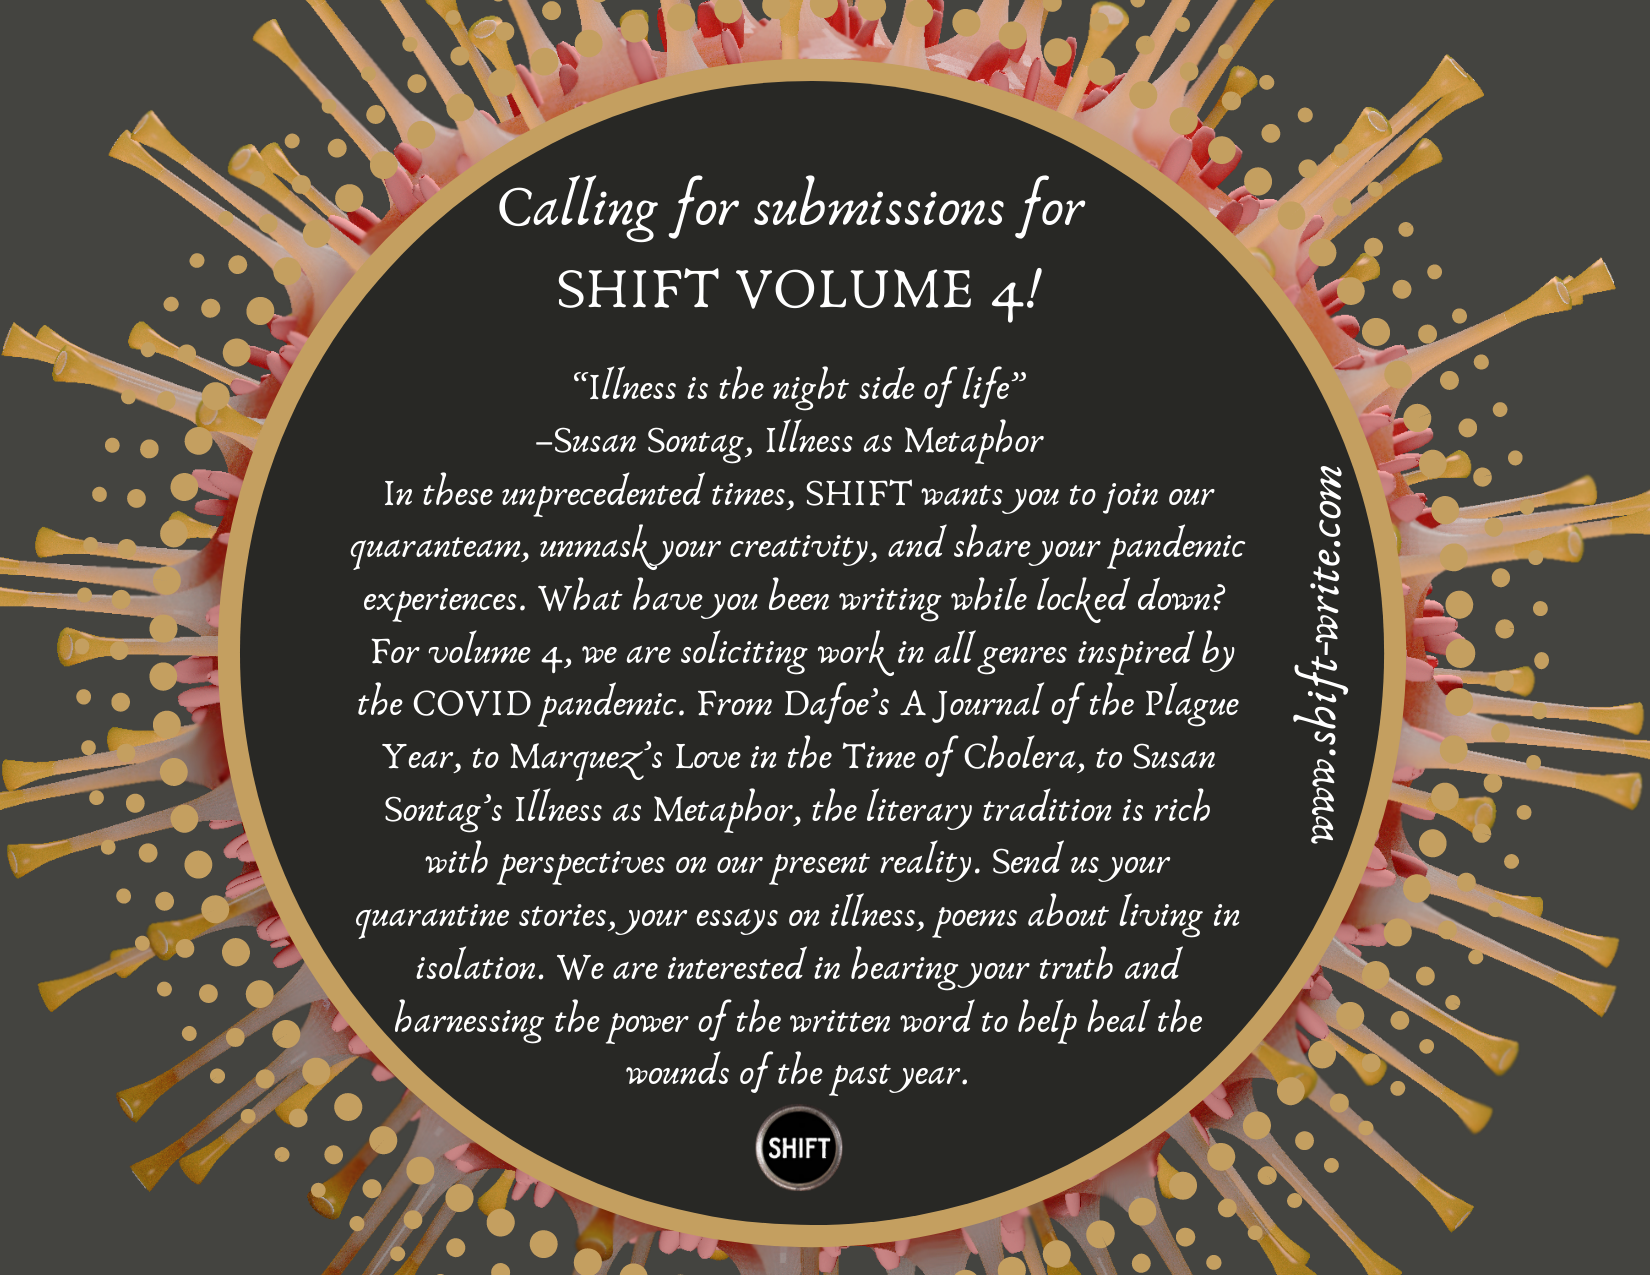 Calling for submissions for
SHIFT VOLUME 4!
“Illness is the night side of life”
–Susan Sontag, Illness as Metaphor
In these unprecedented times, SHIFT wants you to join our
quaranteam, unmask your creativity, and share your pandemic
experiences. What have you been writing while locked down?
For volume 4, we are soliciting work in all genres inspired by
the COVID pandemic. From Dafoe’s A Journal of the Plague
Year, to Marquez’s Love in the Time of Cholera, to Susan
Sontag’s Illness as Metaphor, the literary tradition is rich
with perspectives on our present reality. Send us your
quarantine stories, your essays on illness, poems about living in
isolation. We are interested in hearing your truth and
harnessing the power of the written word to help heal the
wounds of the past year.
SHIFT
www.shift-write.com